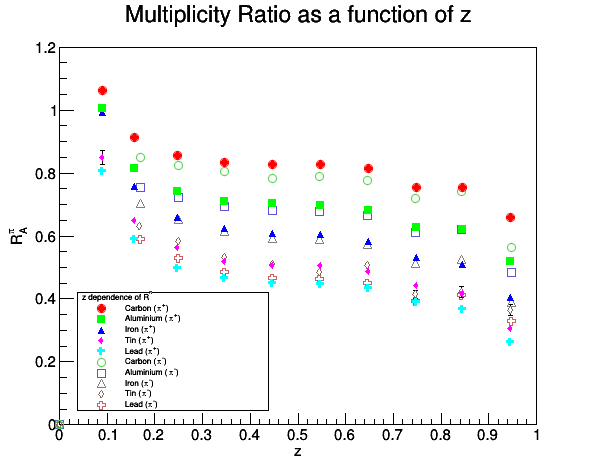 Multiplicity Ratio as a function of z
1.2
1
0.8
0.6
0.4
0.2
0
R_A^π
z dependence of R
Carbon (π⁺)
Aluminium (π⁺)
Iron (π⁺)
Tin (π⁺)
Lead (π⁺)
Carbon (π⁻)
Aluminium (π⁻)
Iron (π⁻)
Tin (π⁻)
Lead (π⁻)
0 0.1 0.2 0.3 0.4 0.5 0.6 0.7 0.8 0.9 1
z